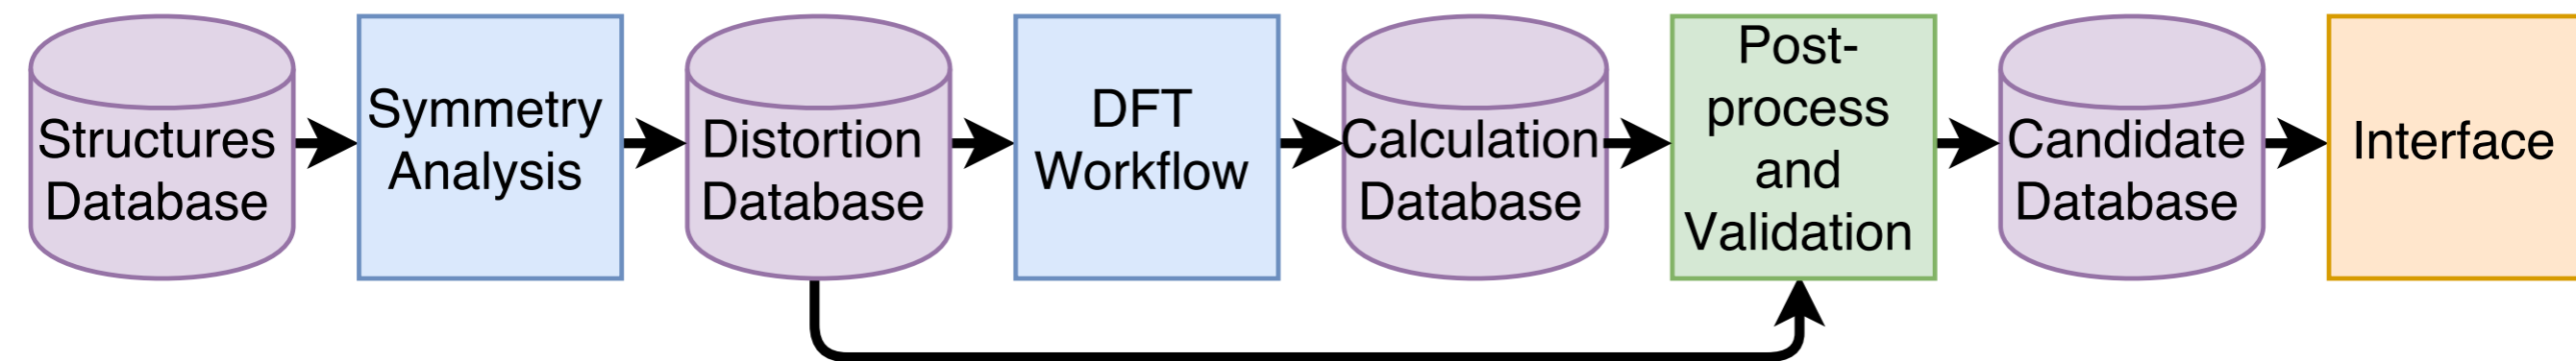 Structures
Database
Symmetry
Analysis
Distortion
Database
DFT
Workflow
Calculation
Database
Post-
process
and
Validation
Candidate
Database
Interface